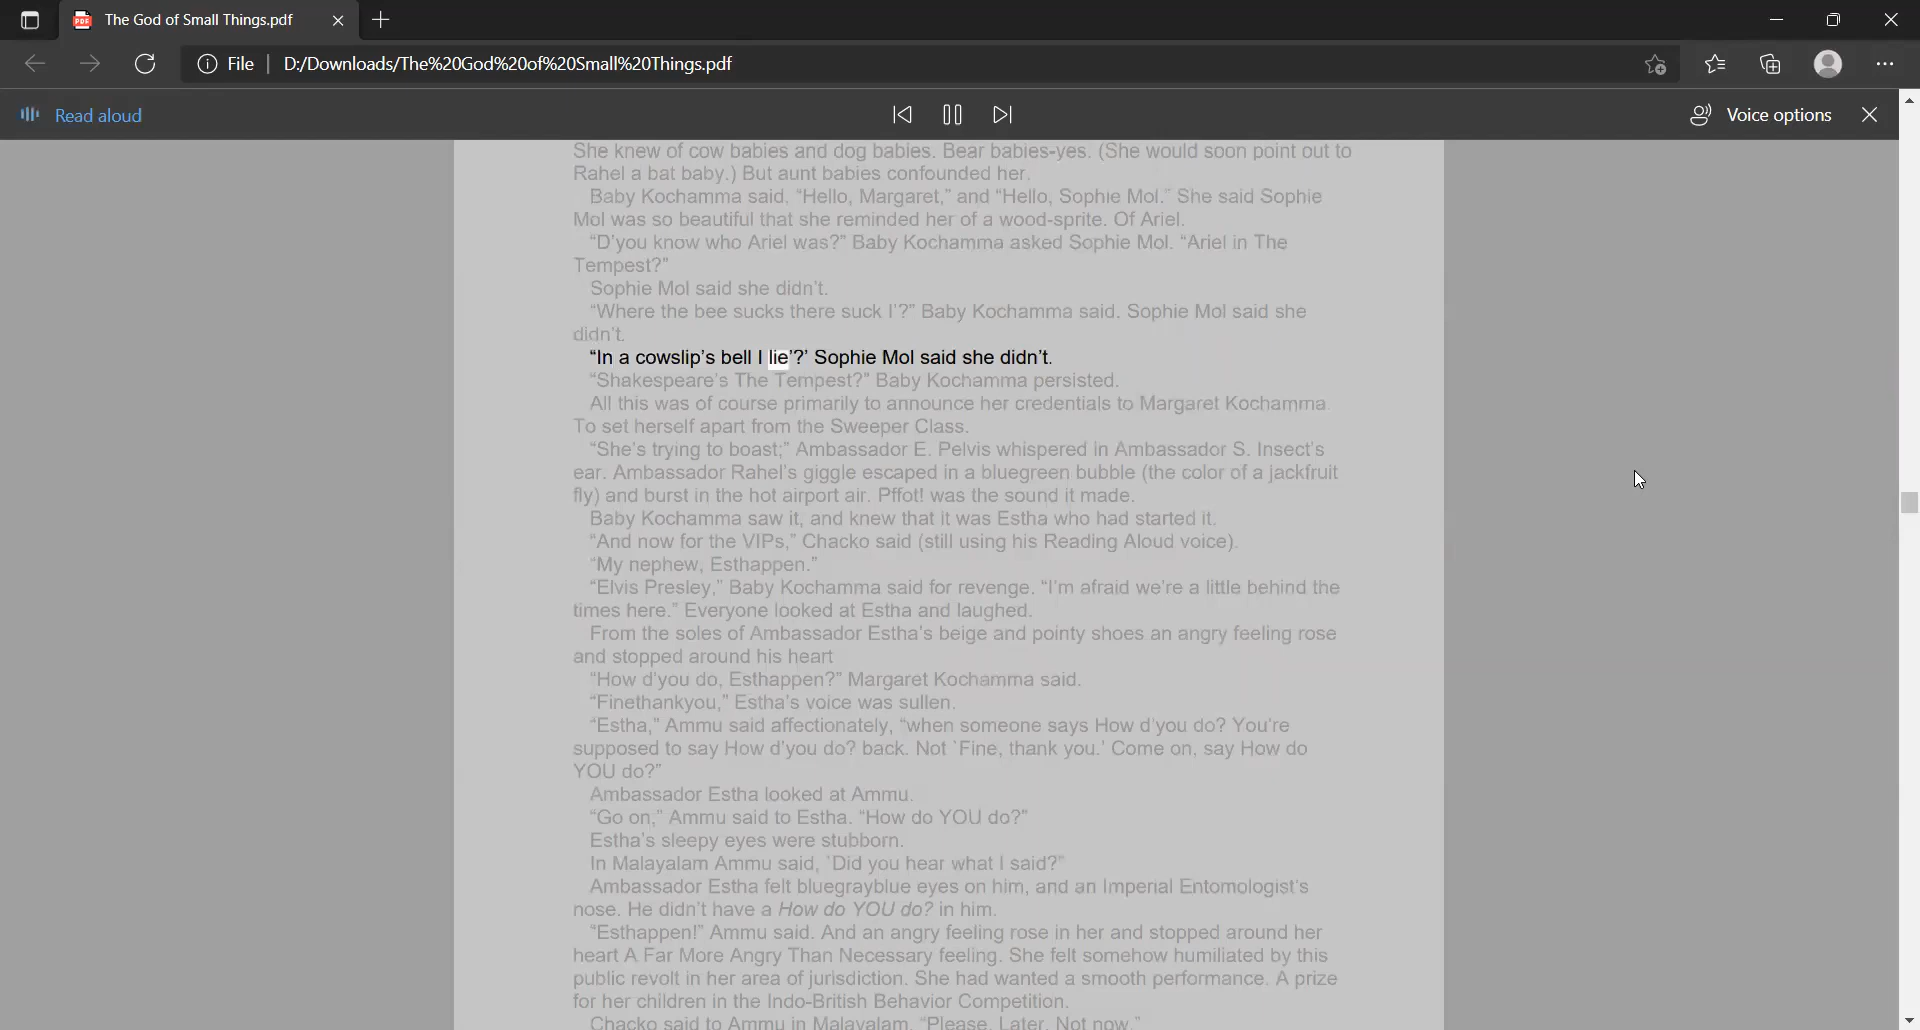 The God of Small Things.pdf
File
D:/Downloads/The%20God%20of%20Small%20Things.pdf
Read aloud
Voice options
She knew of cow babies and dog babies. Bear babies-yes. (She would soon point out to
Rahel a bat baby.) But aunt babies confounded her.
Baby Kochamma said, “Hello, Margaret,” and “Hello, Sophie Mol.” She said Sophie
Mol was so beautiful that she reminded her of a wood-sprite. Of Ariel.
“D’you know who Ariel was?” Baby Kochamma asked Sophie Mol. “Ariel in The
Tempest?”
Sophie Mol said she didn’t.
“Where the bee sucks there suck I’?” Baby Kochamma said. Sophie Mol said she
didn’t.
“In a cowslip’s bell I lie’?’ Sophie Mol said she didn’t.
“Shakespeare’s The Tempest?” Baby Kochamma persisted.
All this was of course primarily to announce her credentials to Margaret Kochamma.
To set herself apart from the Sweeper Class.
“She’s trying to boast;” Ambassador E. Pelvis whispered in Ambassador S. Insect’s
ear. Ambassador Rahel’s giggle escaped in a bluegreen bubble (the color of a jackfruit
fly) and burst in the hot airport air. Pffot! was the sound it made.
Baby Kochamma saw it, and knew that it was Estha who had started it.
“And now for the VIPs,” Chacko said (still using his Reading Aloud voice).
“My nephew, Esthappen.”
“Elvis Presley,” Baby Kochamma said for revenge. “I’m afraid we’re a little behind the
times here.” Everyone looked at Estha and laughed.
From the soles of Ambassador Estha’s beige and pointy shoes an angry feeling rose
and stopped around his heart
“How d’you do, Esthappen?” Margaret Kochamma said.
“Finethankyou,” Estha’s voice was sullen.
“Estha,” Ammu said affectionately, “when someone says How d’you do? You’re
supposed to say How d’you do? back. Not `Fine, thank you.’ Come on, say How do
YOU do?”
Ambassador Estha looked at Ammu.
“Go on;” Ammu said to Estha. “How do YOU do?”
Estha’s sleepy eyes were stubborn.
In Malayalam Ammu said, `Did you hear what I said?”
Ambassador Estha felt bluegrayblue eyes on him, and an Imperial Entomologist’s
nose. He didn’t have a How do YOU do? in him.
“Esthappen!” Ammu said. And an angry feeling rose in her and stopped around her
heart A Far More Angry Than Necessary feeling. She felt somehow humiliated by this
public revolt in her area of jurisdiction. She had wanted a smooth performance. A prize
for her children in the Indo-British Behavior Competition.
Chacko said to Ammu in Malayalam, “Please. Later. Not now.”